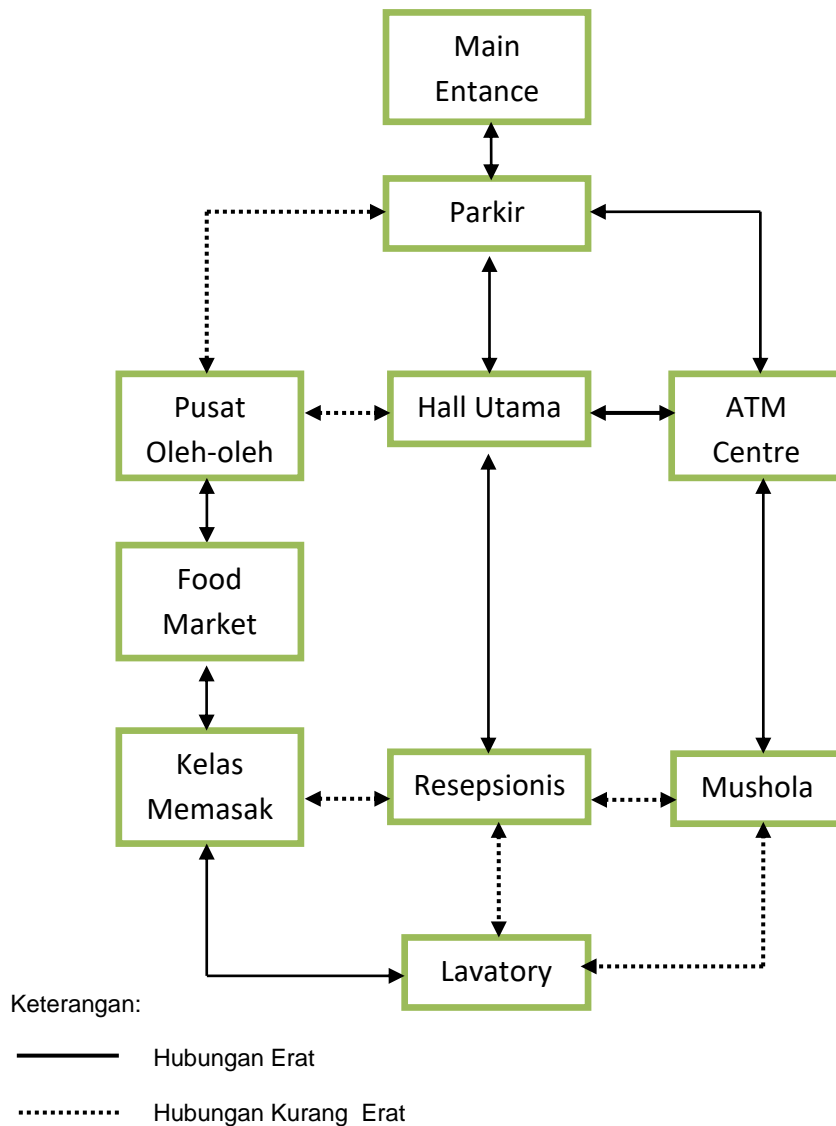 Main
Entance
Parkir
Pusat
Oleh-oleh
Hall Utama
ATM
Centre
Food
Market
Kelas
Memasak
Resepsionis
Mushola
Lavatory
Keterangan:
Hubungan Erat
Hubungan Kurang Erat